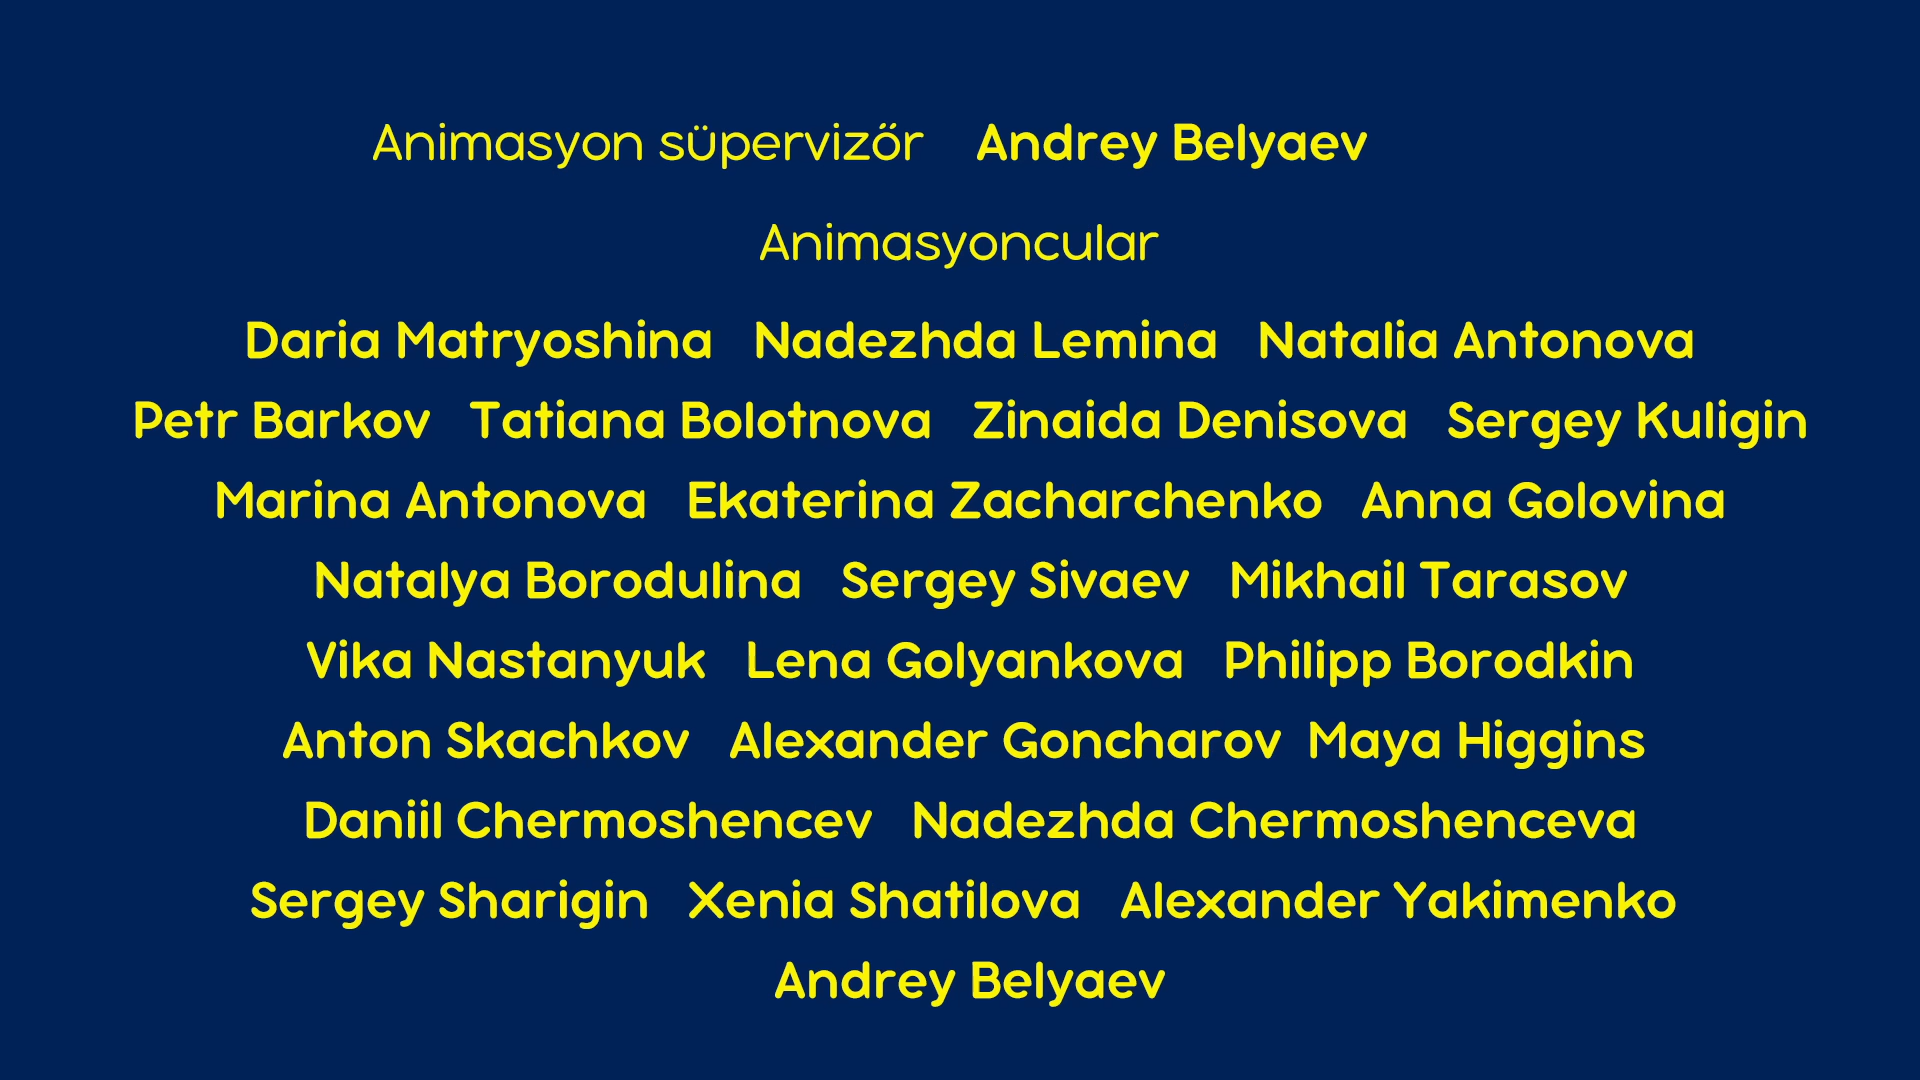 Animasyon süpervizőr Andrey Belyaev
Animasyoncular
Daria Matryoshina Nadezhda Lemina Natalia Antonova
Petr Barkov Tatiana Bolotnova Zinaida Denisova Sergey Kuligin
Marina Antonova Ekaterina Zacharchenko Anna Golovina
Natalya Borodulina Sergey Sivaev Mikhail Tarasov
Vika Nastanyuk Lena Golyankova Philipp Borodkin
Anton Skachkov Alexander Goncharov Maya Higgins
Daniil Chermoshencev Nadezhda Chermoshenceva
Sergey Sharigin Xenia Shatilova Alexander Yakimenko
Andrey Belyaev